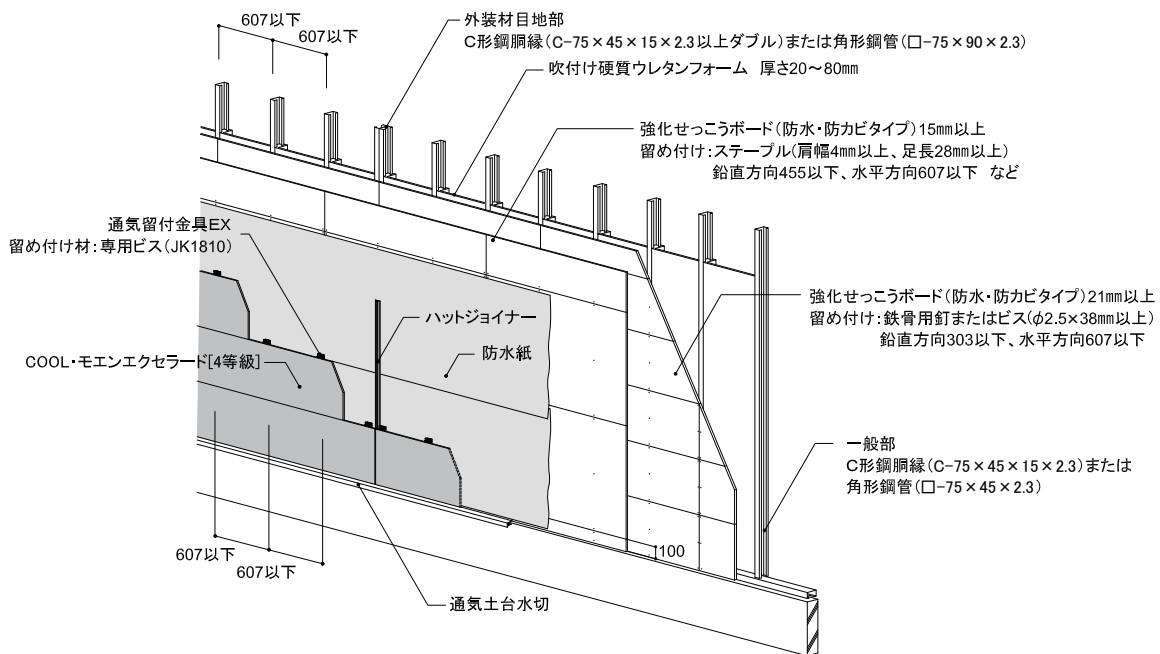 607以下
607以下
外装材目地部
C形鋼胴縁(C-75×45×15×2.3以上ダブル)または角形鋼管(□-75×90×2.3)
吹付け硬質ウレタンフォーム 厚さ20～80㎜
強化せっこうボード(防水・防カビタイプ)15㎜以上
留め付け:ステープル(肩幅4㎜以上、足長28㎜以上)
鉛直方向455以下、水平方向607以下 など
通気留付金具EX
留め付け材:専用ビス(JK1810)
強化せっこうボード(防水・防カビタイプ)21㎜以上
留め付け:鉄骨用釘またはビス(φ2.5×38㎜以上)
鉛直方向303以下、水平方向607以下
ハットジョイナー
防水紙
COOL・モエンエクセラード[4等級]
一般部
C形鋼胴縁(C-75×45×15×2.3)または
角形鋼管(□-75×45×2.3)
100
607以下
607以下
通気土台水切